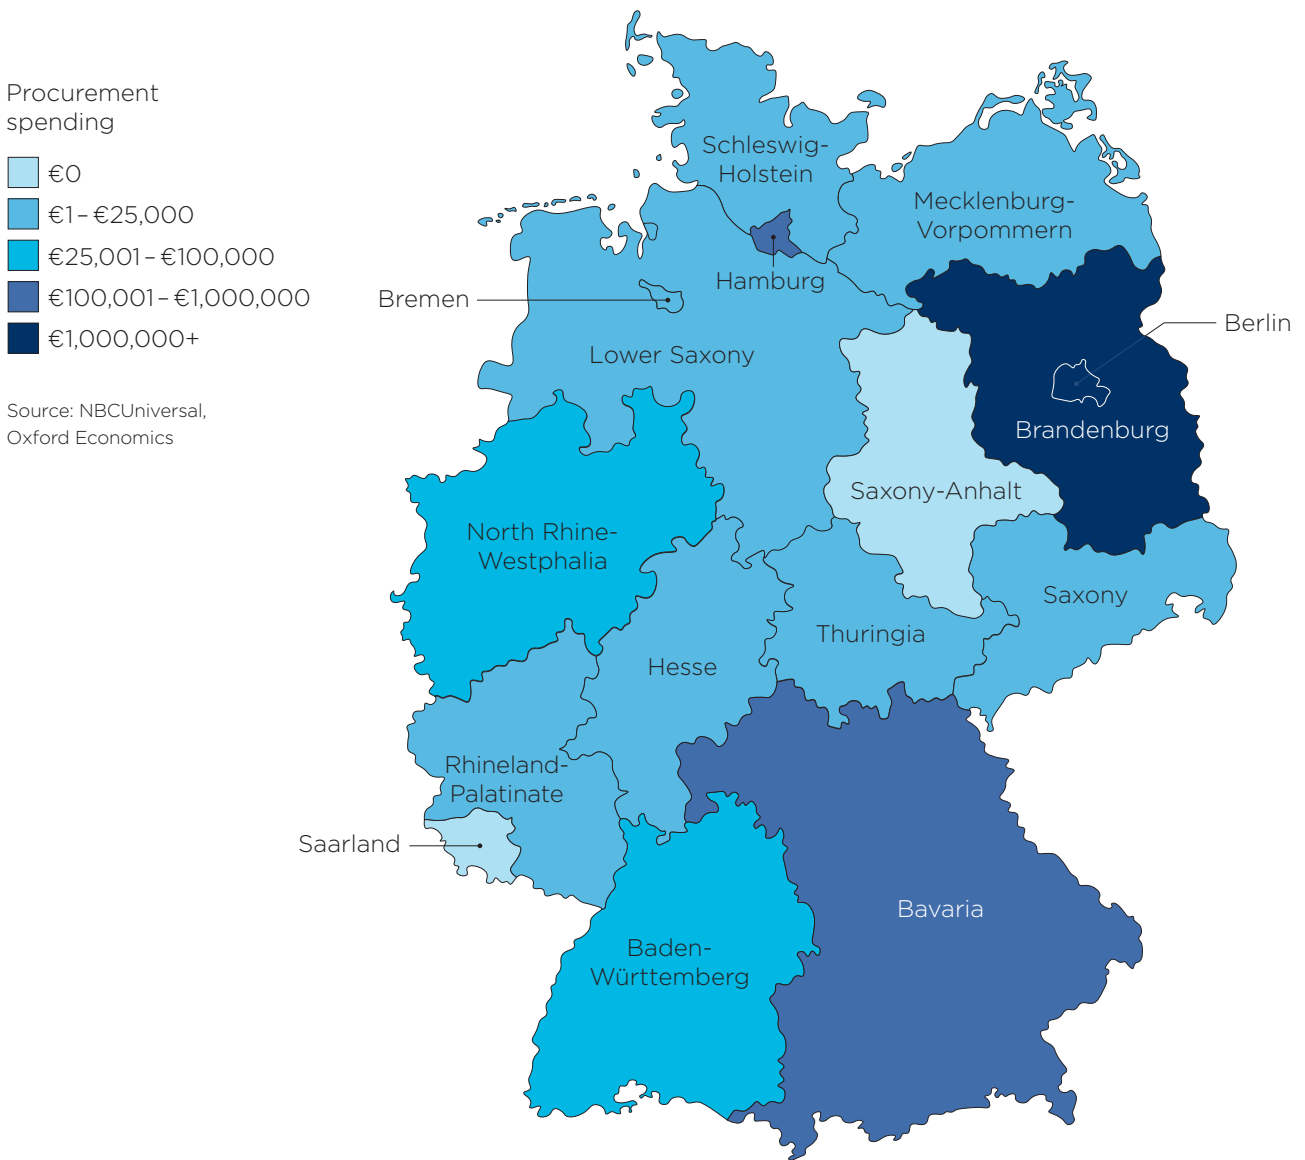 Procurement
spending
€0
€1–€25,000
€25,001–€100,000
€100,001–€1,000,000
€1,000,000+
Source: NBCUniversal,
Oxford Economics
Schleswig-
Holstein
Mecklenburg-
Vorpommern
Hamburg
Bremen
Berlin
Lower Saxony
Brandenburg
Saxony-Anhalt
North Rhine-
Westphalia
Saxony
Thuringia
Hesse
Rhineland-
Palatinate
Saarland
Bavaria
Baden-
Württemberg